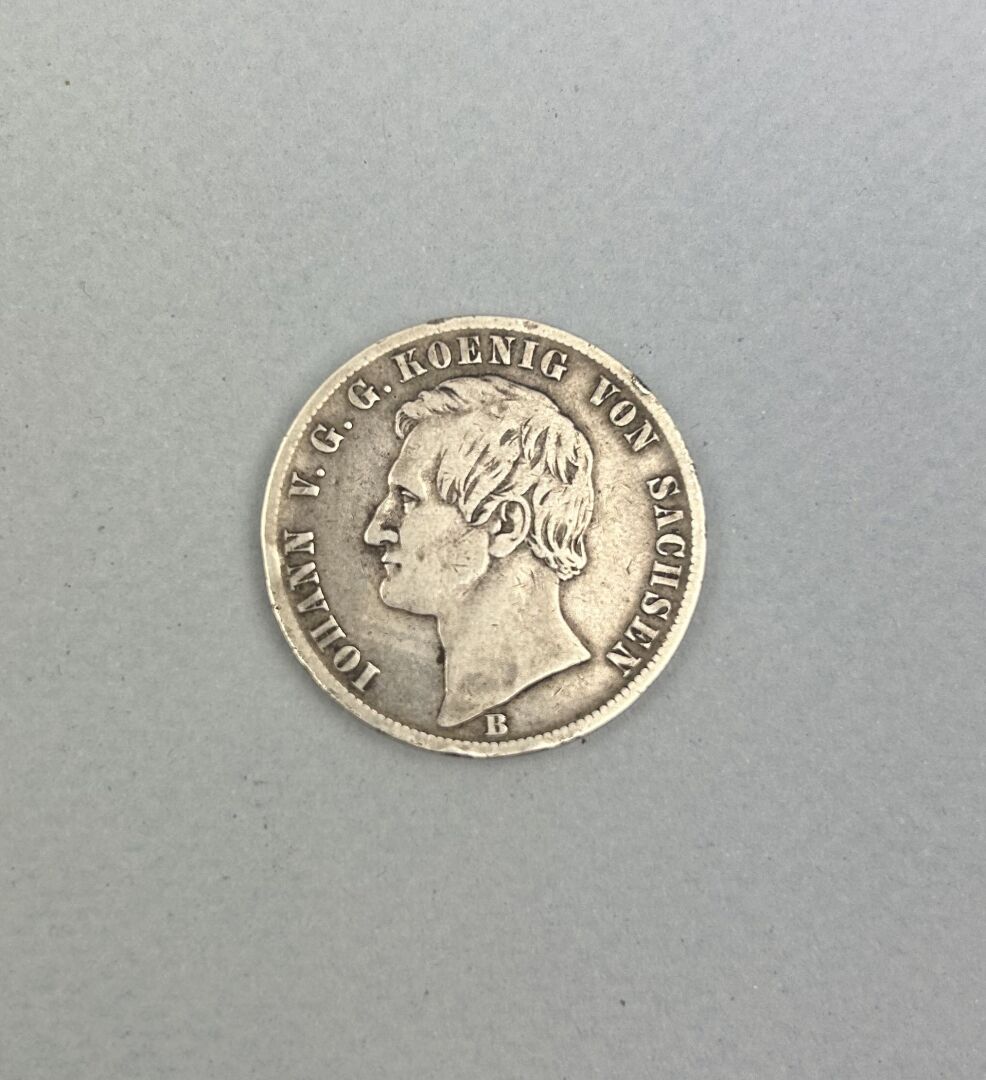 IOHANN V. G. G. KOENIG VON SACHSEN
B